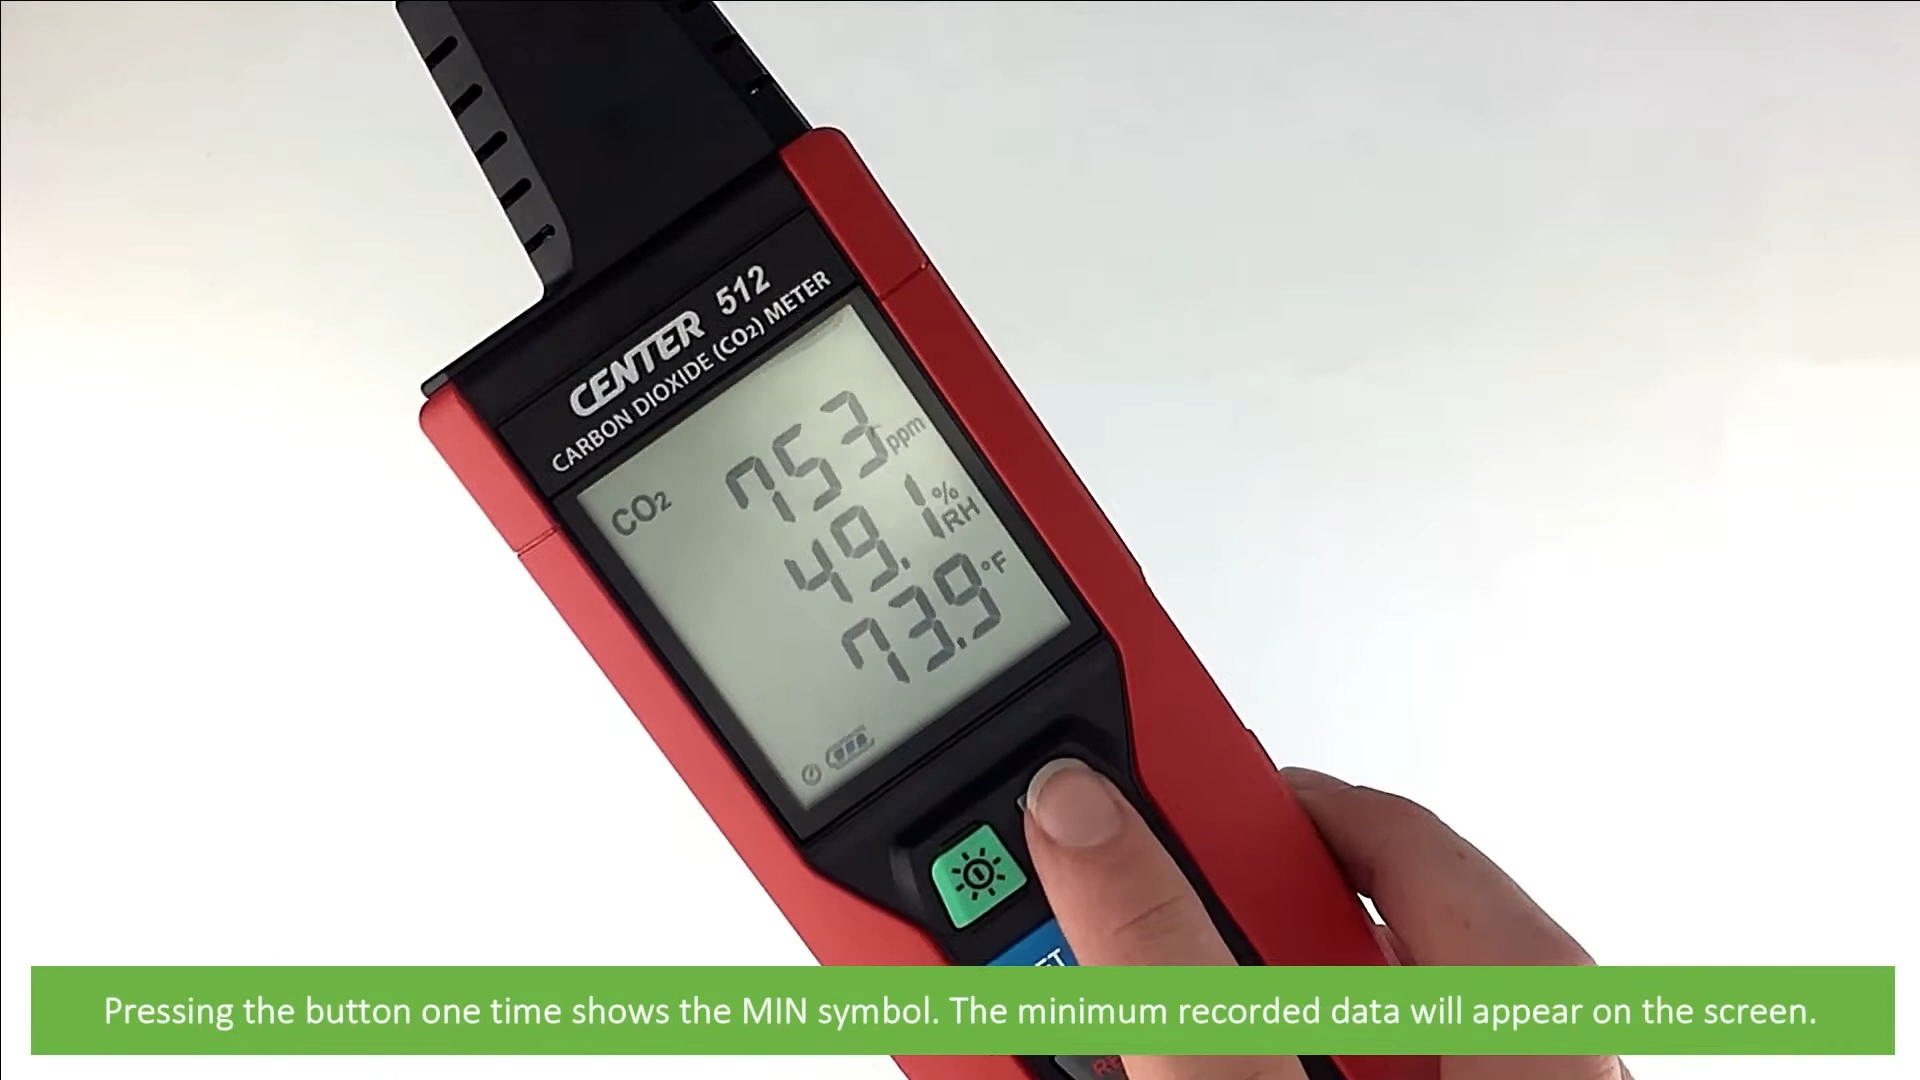 CENTER 512
CARBON DIOXIDE (CO2) METER
CO2 753 ppm
49.1 % RH
73.9 °F
Pressing the button one time shows the MIN symbol. The minimum recorded data will appear on the screen.